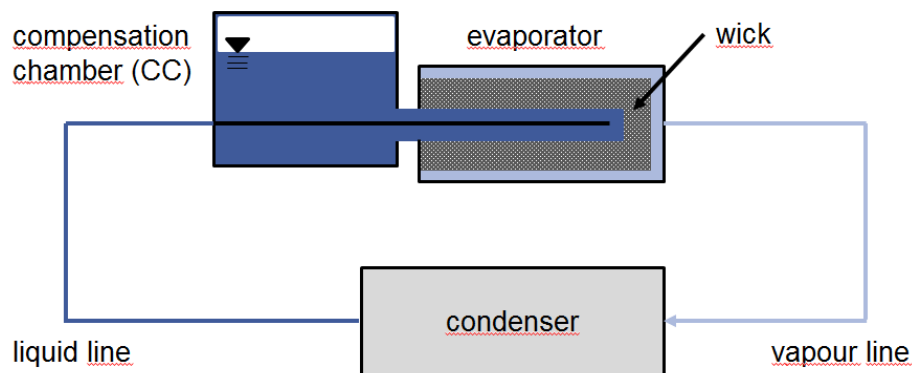 compensation
chamber (CC)
evaporator
wick
condenser
liquid line
vapour line